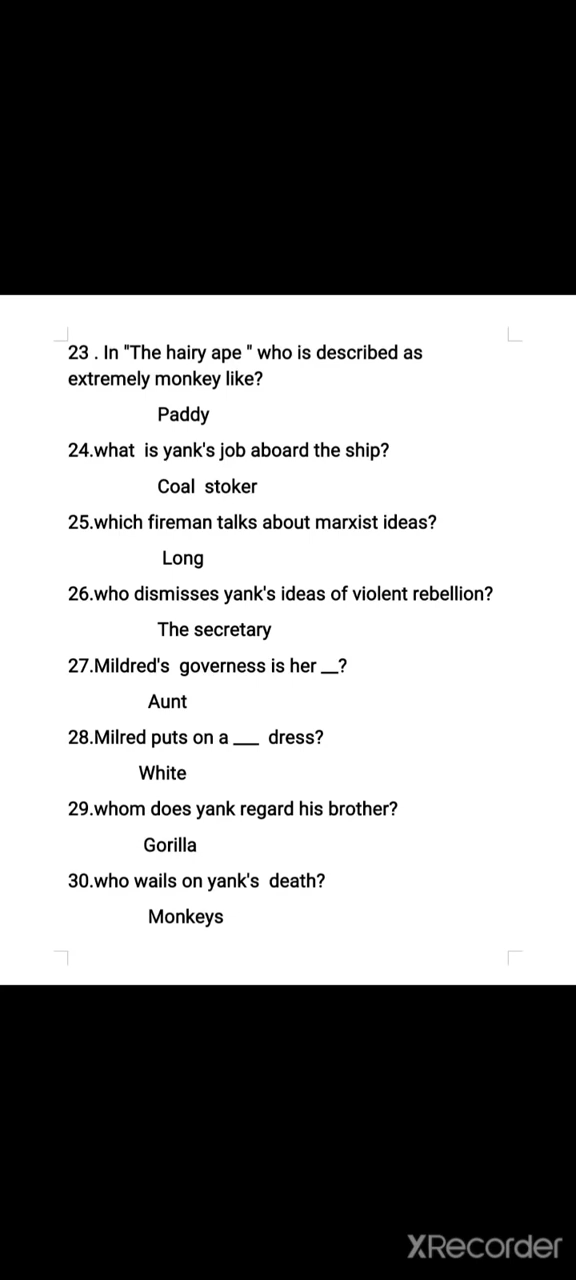 23 . In "The hairy ape " who is described as
extremely monkey like?
Paddy
24.what  is yank's job aboard the ship?
Coal  stoker
25.which fireman talks about marxist ideas?
Long
26.who dismisses yank's ideas of violent rebellion?
The secretary
27.Mildred's  governess is her __?
Aunt
28.Milred puts on a ___  dress?
White
29.whom does yank regard his brother?
Gorilla
30.who wails on yank's  death?
Monkeys
XRecorder